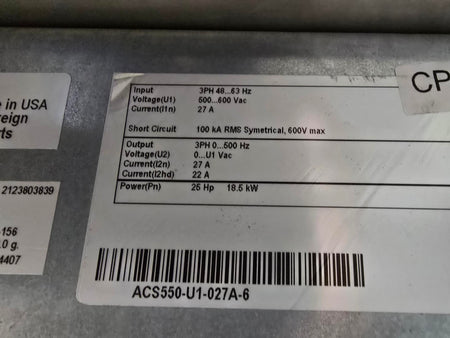 Input 3PH 48...63 Hz
Voltage(U1) 500...600 Vac
Current(I1n) 27 A
Short Circuit 100 kA RMS Symetrical, 600V max
Output 3PH 0...500 Hz
Voltage(U2) 0...U1 Vac
Current(I2n) 27 A
Current(I2hd) 22 A
Power(Pn) 25 Hp 18.5 kW
ACS550-U1-027A-6
CP
e in USA
reign
rts
2123803839
-156
.0 g.
4407